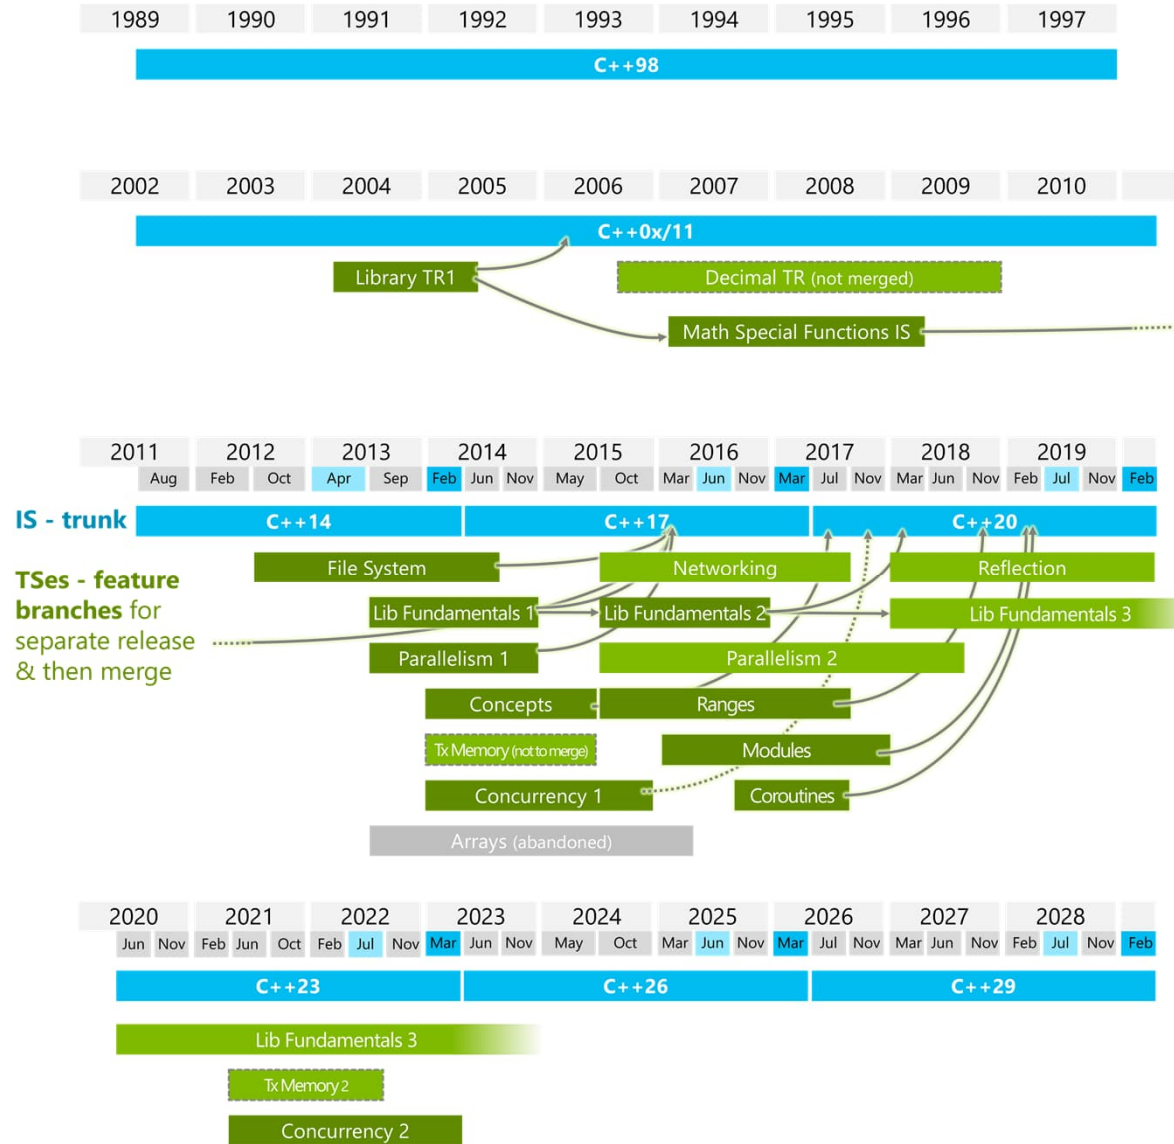 1989 1990 1991 1992 1993 1994 1995 1996 1997
C++98
2002 2003 2004 2005 2006 2007 2008 2009 2010
C++0x/11
Library TR1 Decimal TR (not merged)
Math Special Functions IS
2011 2012 2013 2014 2015 2016 2017 2018 2019
Aug Feb Oct Apr Sep Feb Jun Nov May Oct Mar Jun Nov Mar Jul Nov Mar Jun Nov Feb Jul Nov Feb
IS - trunk C++14 C++17 C++20
TSes - feature
branches for
separate release
& then merge
File System Networking Reflection
Lib Fundamentals 1 Lib Fundamentals 2 Lib Fundamentals 3
Parallelism 1 Parallelism 2
Concepts Ranges
Tx Memory (not to merge) Modules
Concurrency 1 Coroutines
Arrays (abandoned)
2020 2021 2022 2023 2024 2025 2026 2027 2028
Jun Nov Feb Jun Oct Feb Jul Nov Mar Jun Nov May Oct Mar Jun Nov Mar Jul Nov Mar Jun Nov Feb Jul Nov Feb
C++23 C++26 C++29
Lib Fundamentals 3
Tx Memory 2
Concurrency 2